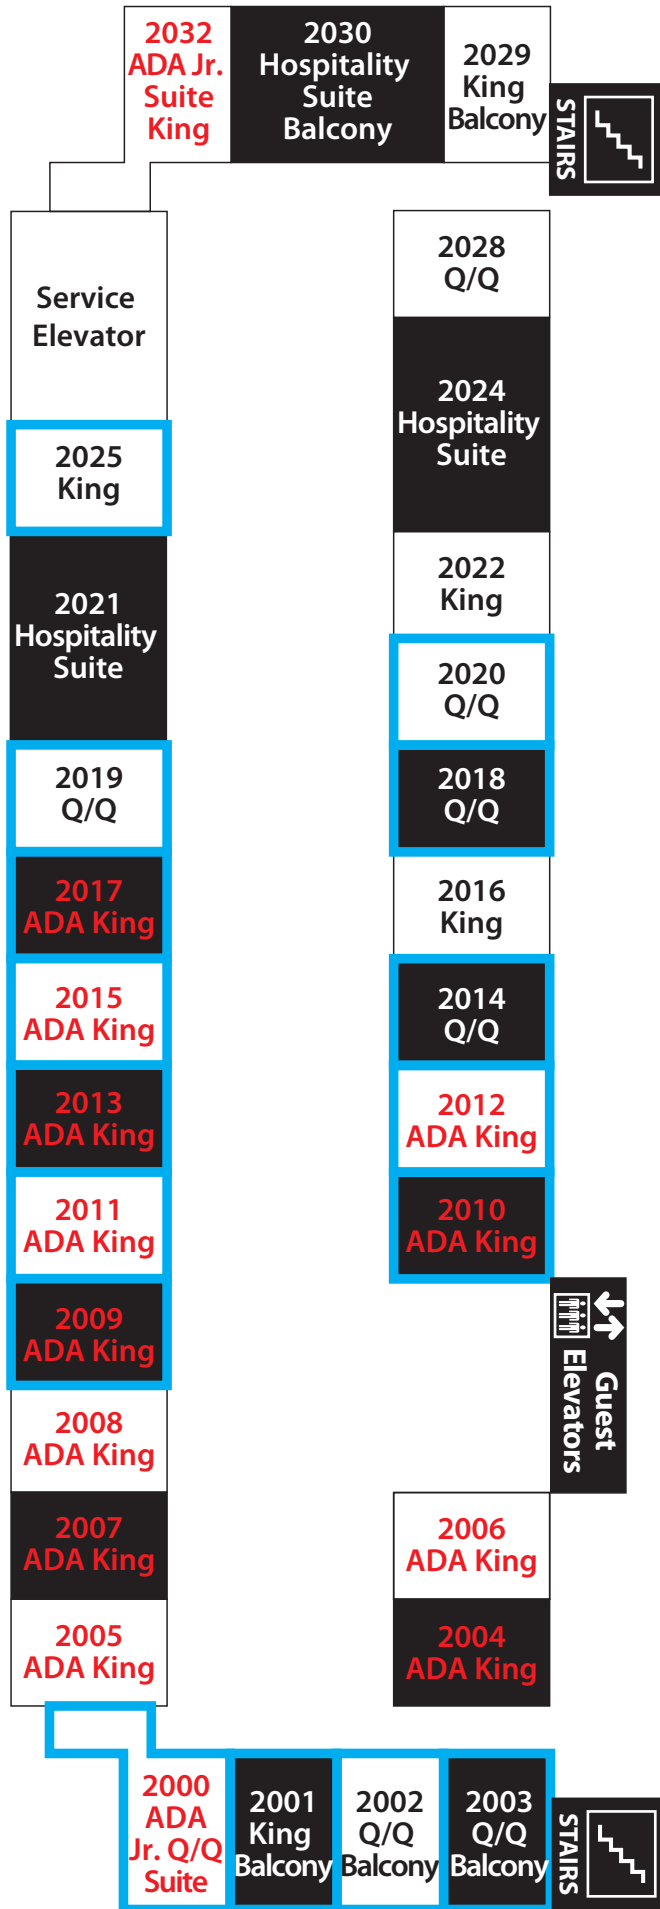 2032
ADA Jr.
Suite
King
2030
Hospitality
Suite
Balcony
2029
King
Balcony
STAIRS
Service
Elevator
2028
Q/Q
2024
Hospitality
Suite
2025
King
2022
King
2021
Hospitality
Suite
2020
Q/Q
2019
Q/Q
2018
Q/Q
2017
ADA King
2016
King
2015
ADA King
2014
Q/Q
2013
ADA King
2012
ADA King
2011
ADA King
2010
ADA King
2009
ADA King
Guest
Elevators
2008
ADA King
2007
ADA King
2006
ADA King
2005
ADA King
2004
ADA King
2000
ADA
Jr. Q/Q
Suite
2001
King
Balcony
2002
Q/Q
Balcony
2003
Q/Q
Balcony
STAIRS